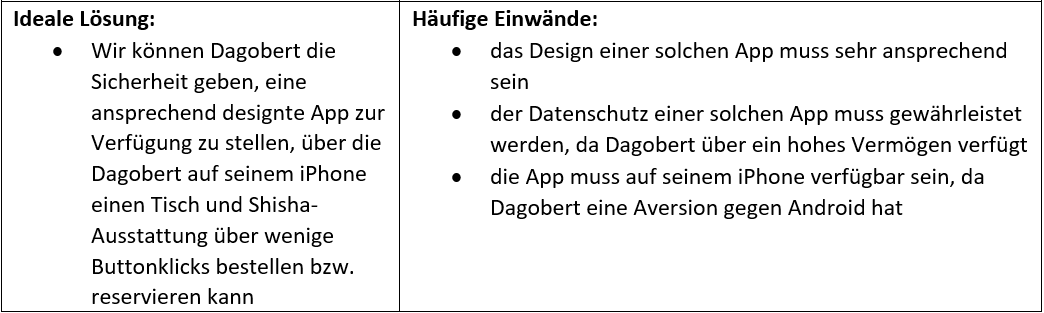 Ideale Lösung:
• Wir können Dagobert die
Sicherheit geben, eine
ansprechend designte App zur
Verfügung zu stellen, über die
Dagobert auf seinem iPhone
einen Tisch und Shisha-
Ausstattung über wenige
Buttonklicks bestellen bzw.
reservieren kann
Häufige Einwände:
• das Design einer solchen App muss sehr ansprechend
sein
• der Datenschutz einer solchen App muss gewährleistet
werden, da Dagobert über ein hohes Vermögen verfügt
• die App muss auf seinem iPhone verfügbar sein, da
Dagobert eine Aversion gegen Android hat